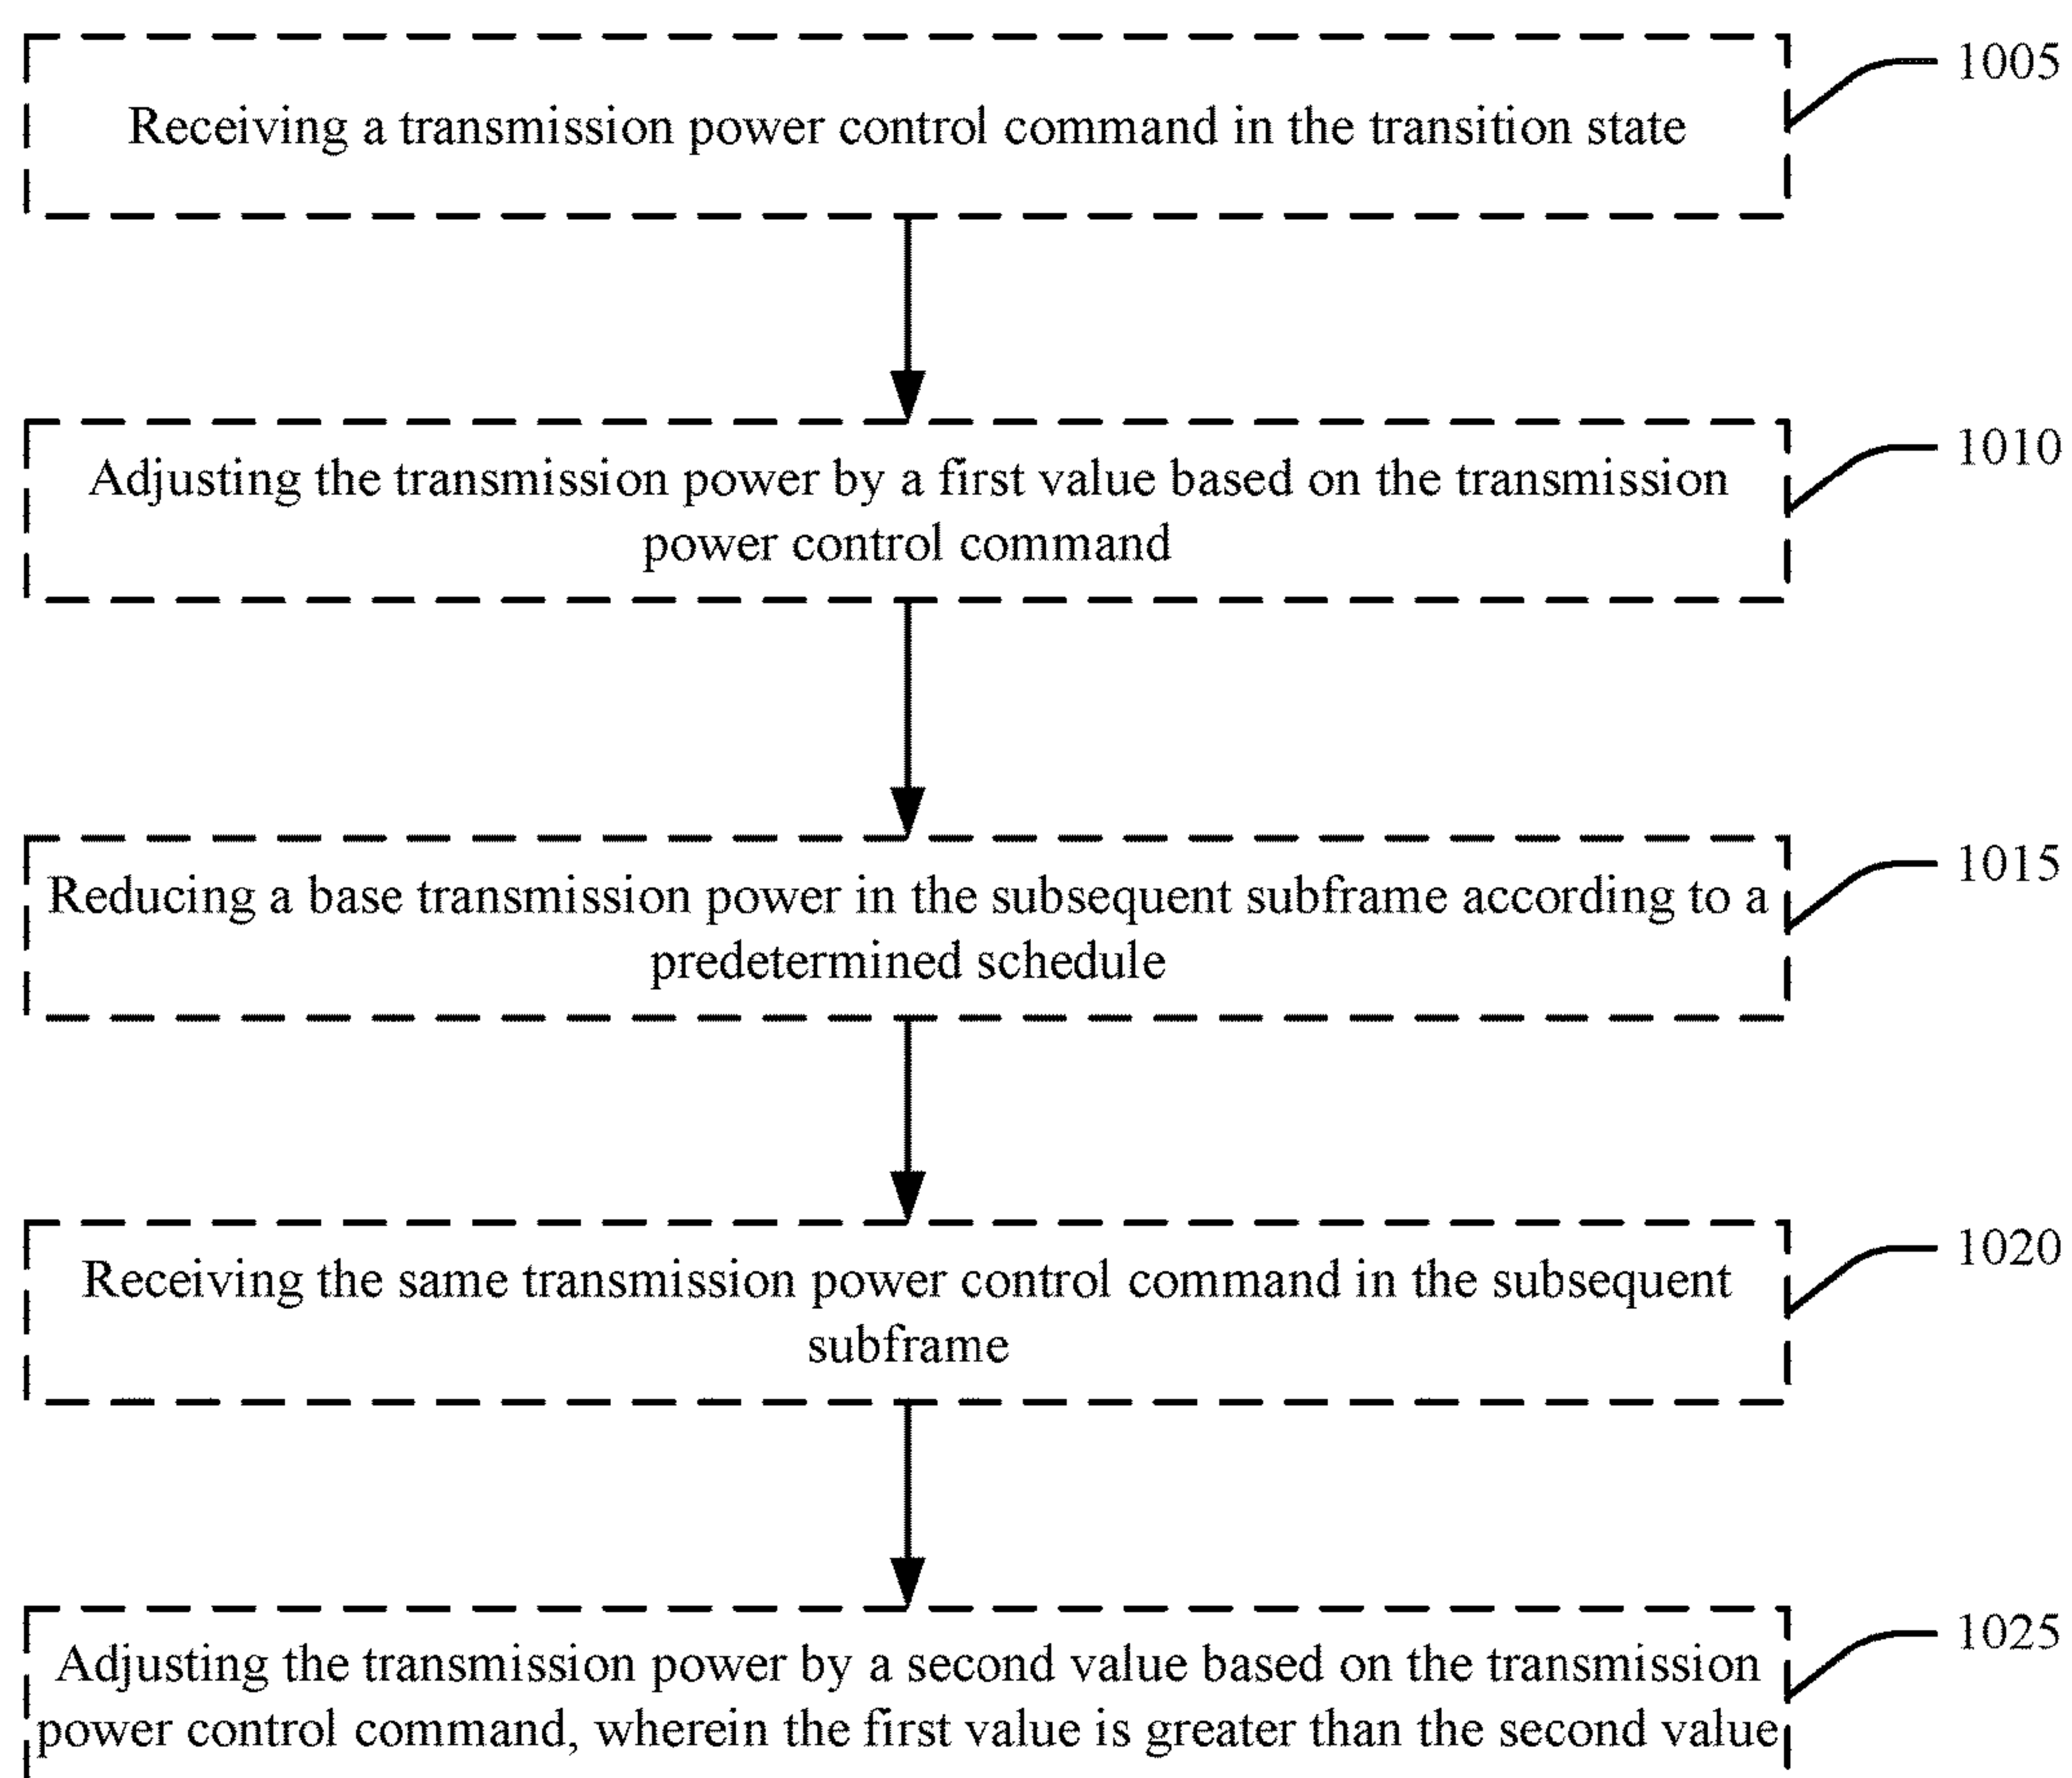 1005
Receiving a transmission power control command in the transition state
1010
Adjusting the transmission power by a first value based on the transmission
power control command
1015
Reducing a base transmission power in the subsequent subframe according to a
predetermined schedule
1020
Receiving the same transmission power control command in the subsequent
subframe
1025
Adjusting the transmission power by a second value based on the transmission
power control command, wherein the first value is greater than the second value